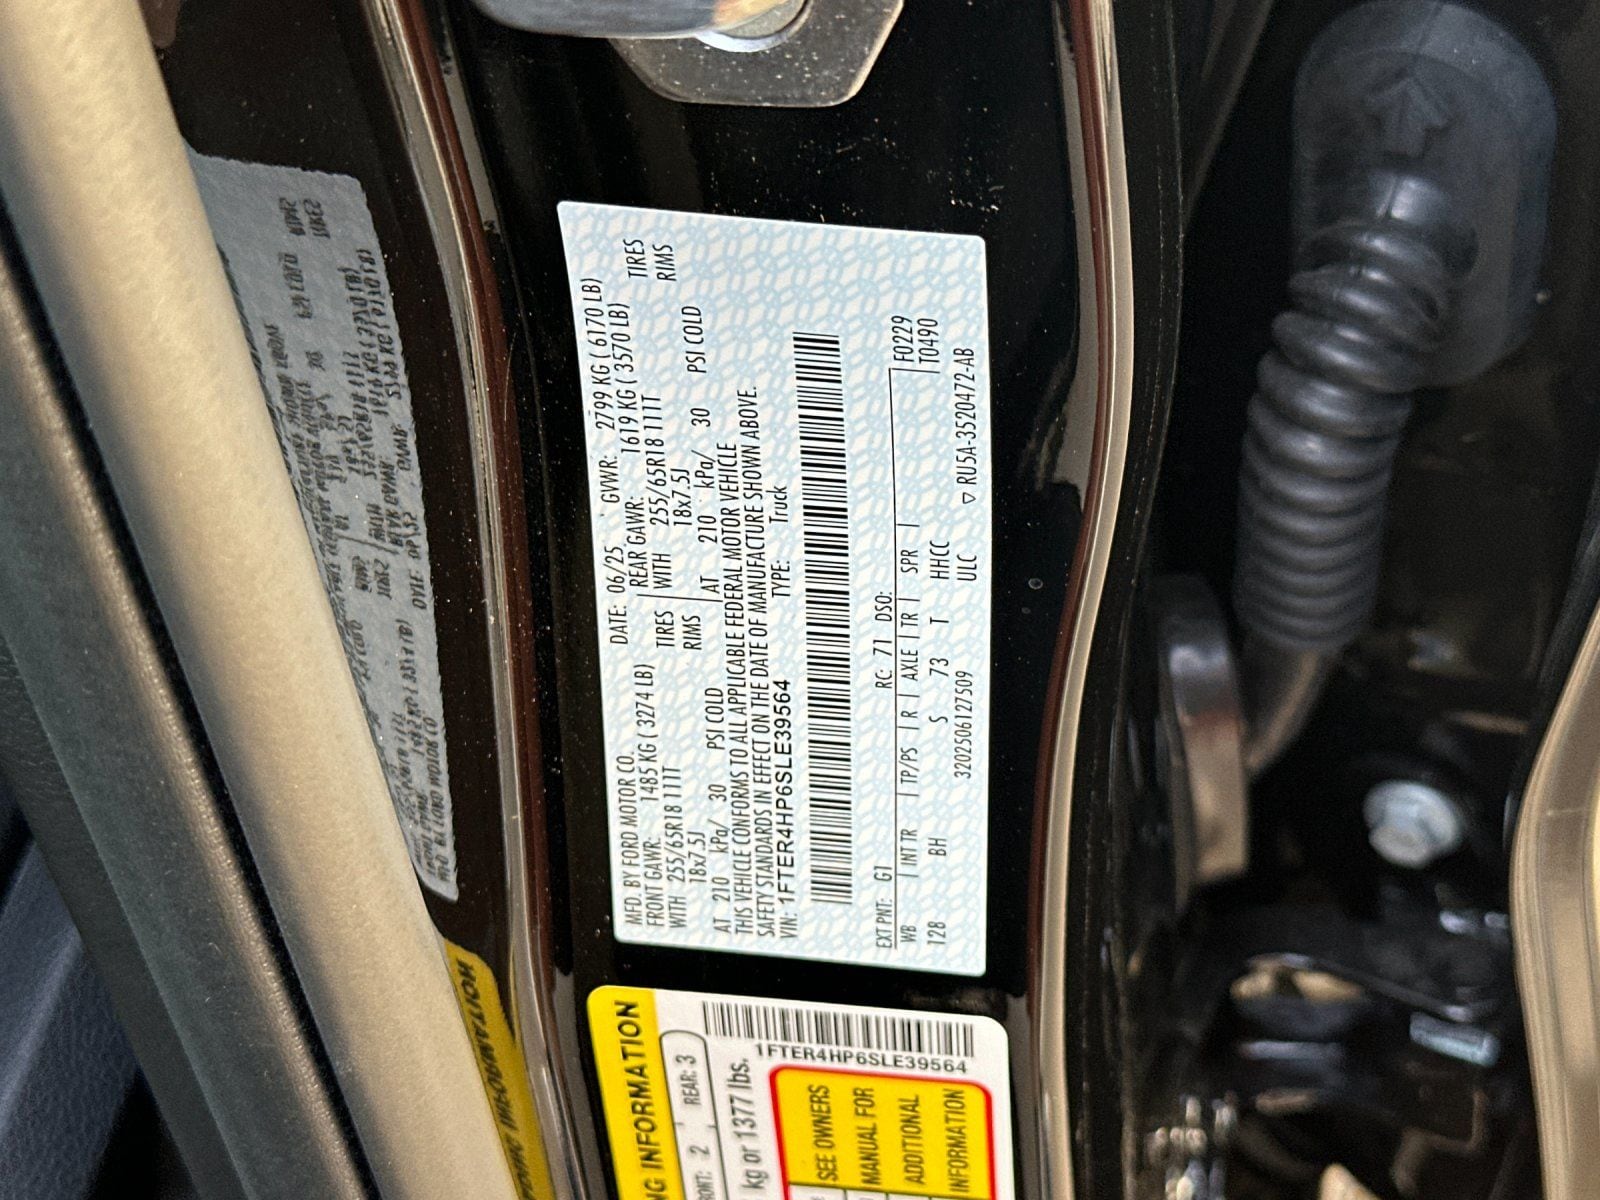 MFD. BY FORD MOTOR CO.
DATE: 06/25 GVWR: 2799 KG ( 6170 LB)
FRONT GAWR: 1485 KG ( 3274 LB)
REAR GAWR: 1619 KG ( 3570 LB)
WITH 255/65R18 111T TIRES
WITH 255/65R18 111T TIRES
18x7.5J RIMS
18x7.5J RIMS
AT 210 kPa/ 30 PSI COLD
AT 210 kPa/ 30 PSI COLD
THIS VEHICLE CONFORMS TO ALL APPLICABLE FEDERAL MOTOR VEHICLE
SAFETY STANDARDS IN EFFECT ON THE DATE OF MANUFACTURE SHOWN ABOVE.
VIN: 1FTER4HP6SLE39564 TYPE: Truck
EXT PNT: G1 RC: 71 DSO: F0229
WB | INT TR | TP/PS | R | AXLE | TR | SPR | T0490
128 BH S 73 T HHCC
3202506127509 ULC ▽ RU5A-3520472-AB
NG INFORMATION
2 REAR: 3
kg or 1377 lbs.
1FTER4HP6SLE39564
SEE OWNERS
MANUAL FOR
ADDITIONAL
INFORMATION